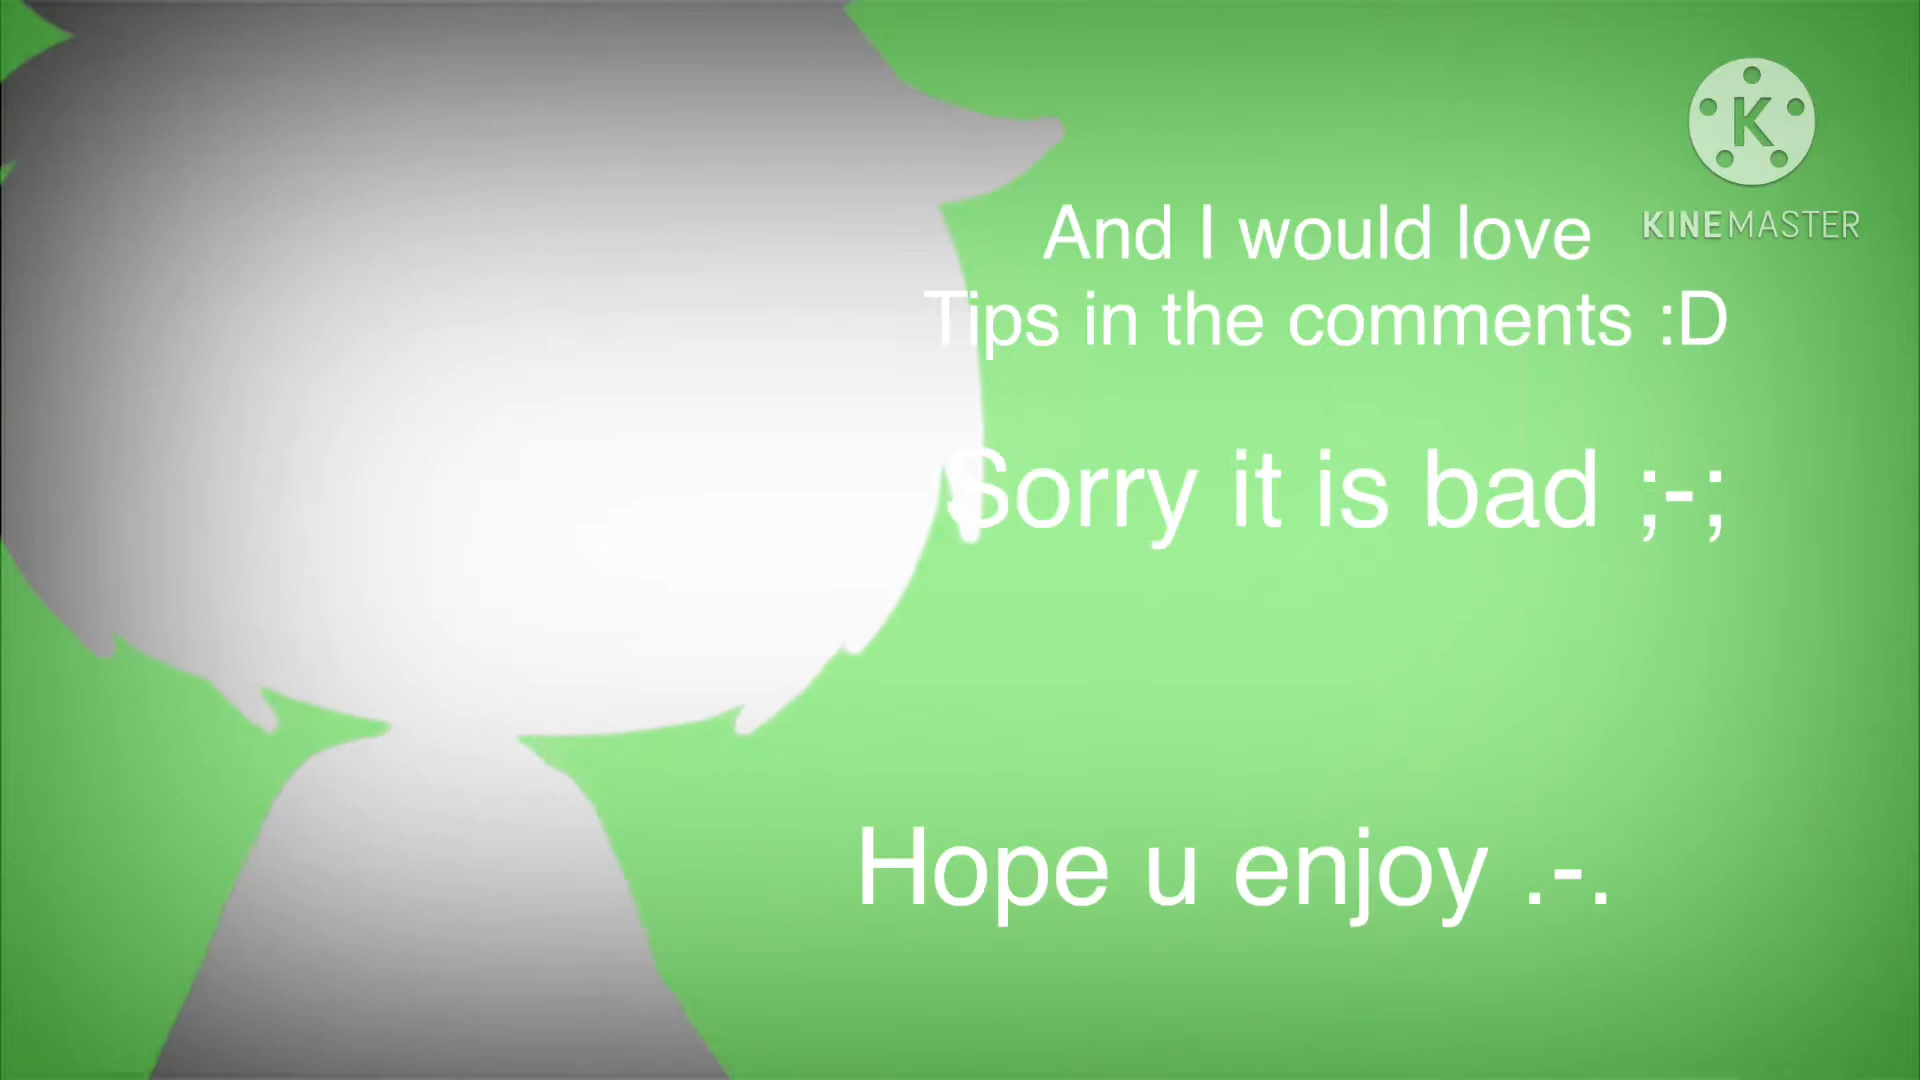 K
KINEMASTER
And I would love
Tips in the comments :D
Sorry it is bad ;-;
Hope u enjoy .-.